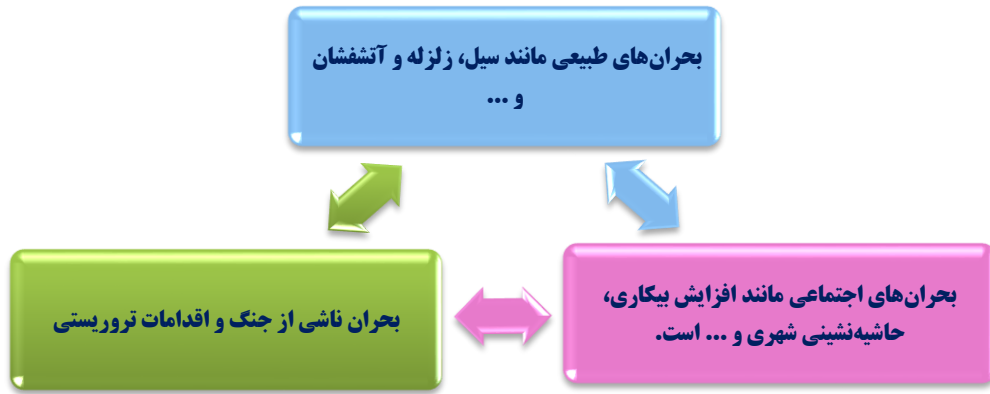 بحران‌های طبیعی مانند سیل، زلزله و آتشفشان
و ...
بحران‌های اجتماعی مانند افزایش بیکاری،
حاشیه‌نشینی شهری و ... است.
بحران ناشی از جنگ و اقدامات تروریستی